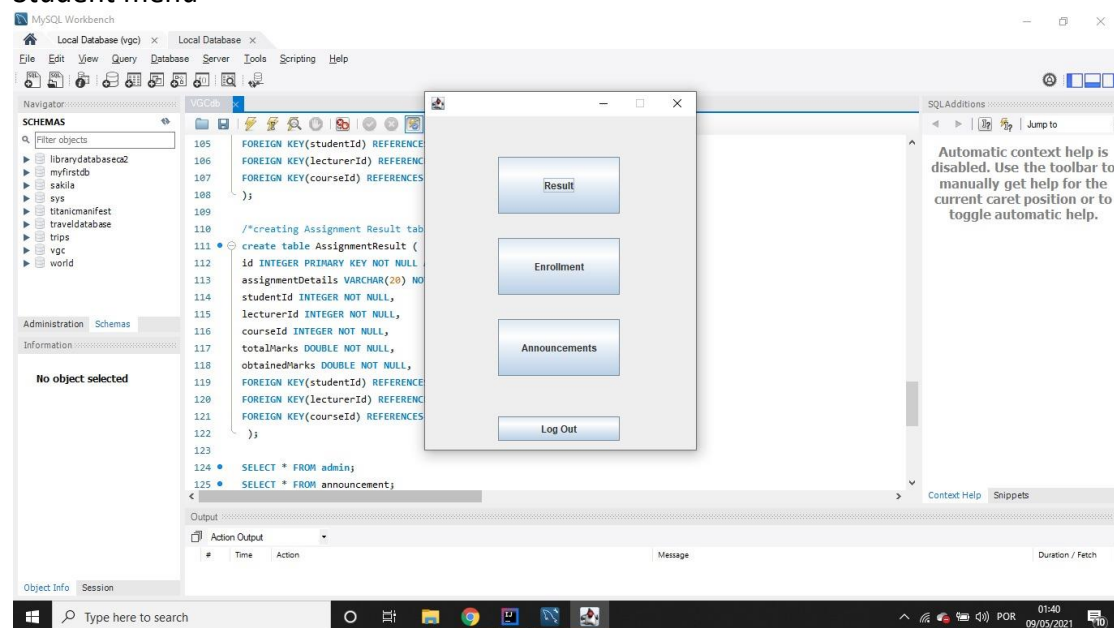 Student menu
MySQL Workbench
Local Database (vgc) × Local Database ×
File Edit View Query Database Server Tools Scripting Help
Navigator
SCHEMAS
Filter objects
librarydatabaseca2
myfirstdb
sakila
sys
titanicmanifest
traveldatabase
trips
vgc
world
Administration Schemas
Information
No object selected
Object Info Session
VGCdb ×
105 FOREIGN KEY(studentId) REFERENCE
106 FOREIGN KEY(lecturerId) REFERENC
107 FOREIGN KEY(courseId) REFERENCES
108 );
109
110 /*creating Assignment Result tab
111 create table AssignmentResult (
112 id INTEGER PRIMARY KEY NOT NULL
113 assignmentDetails VARCHAR(20) NO
114 studentId INTEGER NOT NULL,
115 lecturerId INTEGER NOT NULL,
116 courseId INTEGER NOT NULL,
117 totalMarks DOUBLE NOT NULL,
118 obtainedMarks DOUBLE NOT NULL,
119 FOREIGN KEY(studentId) REFERENCE
120 FOREIGN KEY(lecturerId) REFERENC
121 FOREIGN KEY(courseId) REFERENCES
122 );
123
124 SELECT * FROM admin;
125 SELECT * FROM announcement;
Result
Enrollment
Announcements
Log Out
SQLAdditions
Jump to
Automatic context help is
disabled. Use the toolbar to
manually get help for the
current caret position or to
toggle automatic help.
Context Help Snippets
Output
Action Output
# Time Action Message Duration / Fetch
Type here to search
POR
01:40
09/05/2021